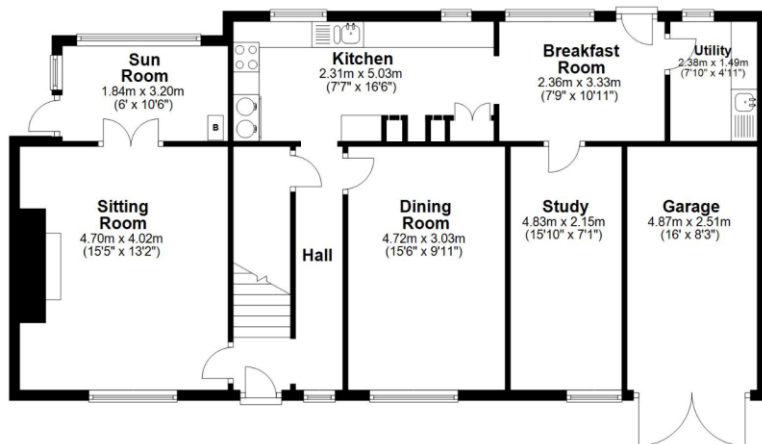 Sun
Room
1.84m x 3.20m
(6' x 10'6")
Kitchen
2.31m x 5.03m
(7'7" x 16'6")
Breakfast
Room
2.36m x 3.33m
(7'9" x 10'11")
Utility
2.38m x 1.49m
(7'10" x 4'11")
B
Sitting
Room
4.70m x 4.02m
(15'5" x 13'2")
Hall
Dining
Room
4.72m x 3.03m
(15'6" x 9'11")
Study
4.83m x 2.15m
(15'10" x 7'1")
Garage
4.87m x 2.51m
(16' x 8'3")